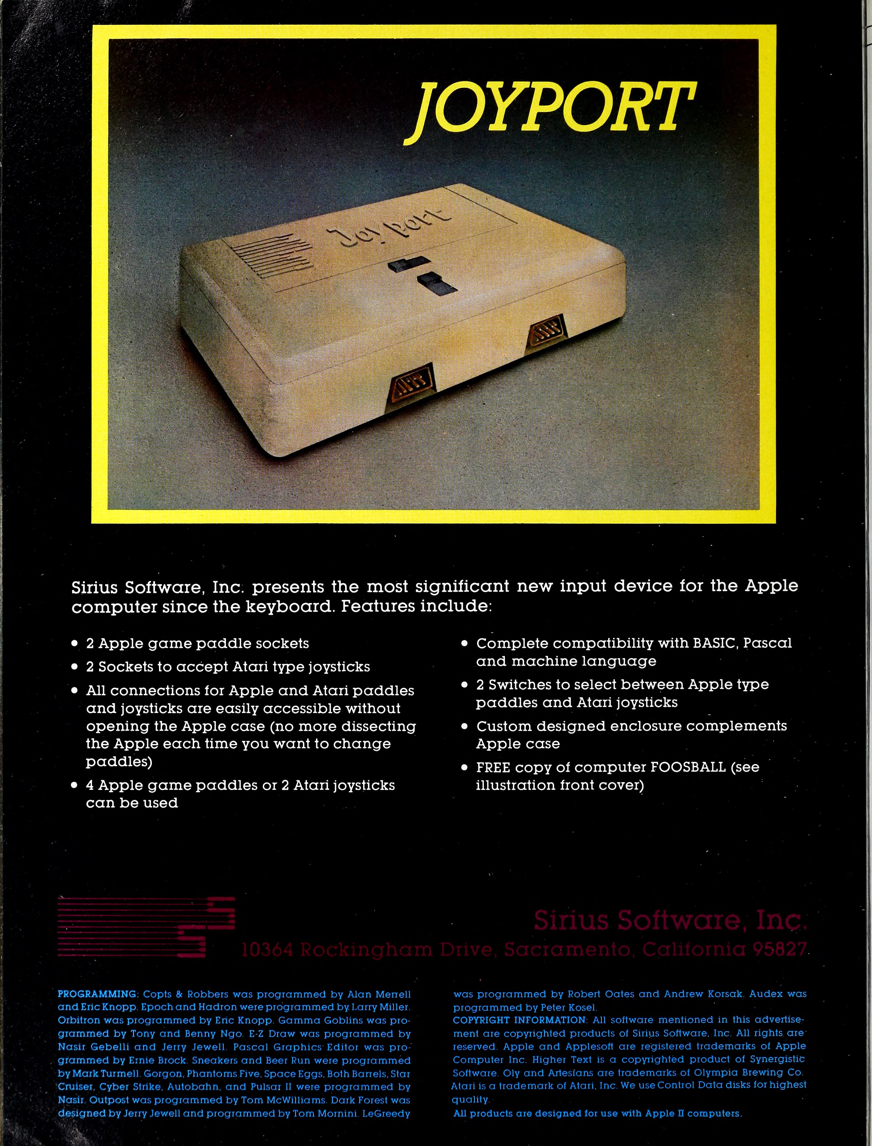 JOYPORT
Joyport
Sirius Software, Inc. presents the most significant new input device for the Apple
computer since the keyboard. Features include:
• 2 Apple game paddle sockets
• 2 Sockets to accept Atari type joysticks
• All connections for Apple and Atari paddles
and joysticks are easily accessible without
opening the Apple case (no more dissecting
the Apple each time you want to change
paddles)
• 4 Apple game paddles or 2 Atari joysticks
can be used
• Complete compatibility with BASIC, Pascal
and machine language
• 2 Switches to select between Apple type
paddles and Atari joysticks
• Custom designed enclosure complements
Apple case
• FREE copy of computer FOOSBALL (see
illustration front cover)
Sirius Software, Inc.
10364 Rockingham Drive, Sacramento, California 95827
PROGRAMMING: Copts & Robbers was programmed by Alan Merrell
and Eric Knopp. Epoch and Hadron were programmed by Larry Miller.
Orbitron was programmed by Eric Knopp. Gamma Goblins was pro-
grammed by Tony and Benny Ngo. E-Z Draw was programmed by
Nasir Gebelli and Jerry Jewell. Pascal Graphics Editor was pro-
grammed by Ernie Brock. Sneakers and Beer Run were programmed
by Mark Turmell. Gorgon, Phantoms Five, Space Eggs, Both Barrels, Star
Cruiser, Cyber Strike, Autobahn, and Pulsar II were programmed by
Nasir. Outpost was programmed by Tom McWilliams. Dark Forest was
designed by Jerry Jewell and programmed by Tom Mornini. LeGreedy
was programmed by Robert Oates and Andrew Korsak. Audex was
programmed by Peter Kosel.
COPYRIGHT INFORMATION: All software mentioned in this advertise-
ment are copyrighted products of Sirius Software, Inc. All rights are
reserved. Apple and Applesoft are registered trademarks of Apple
Computer Inc. Higher Text is a copyrighted product of Synergistic
Software. Oly and Artesians are trademarks of Olympia Brewing Co.
Atari is a trademark of Atari, Inc. We use Control Data disks for highest
quality.
All products are designed for use with Apple II computers.